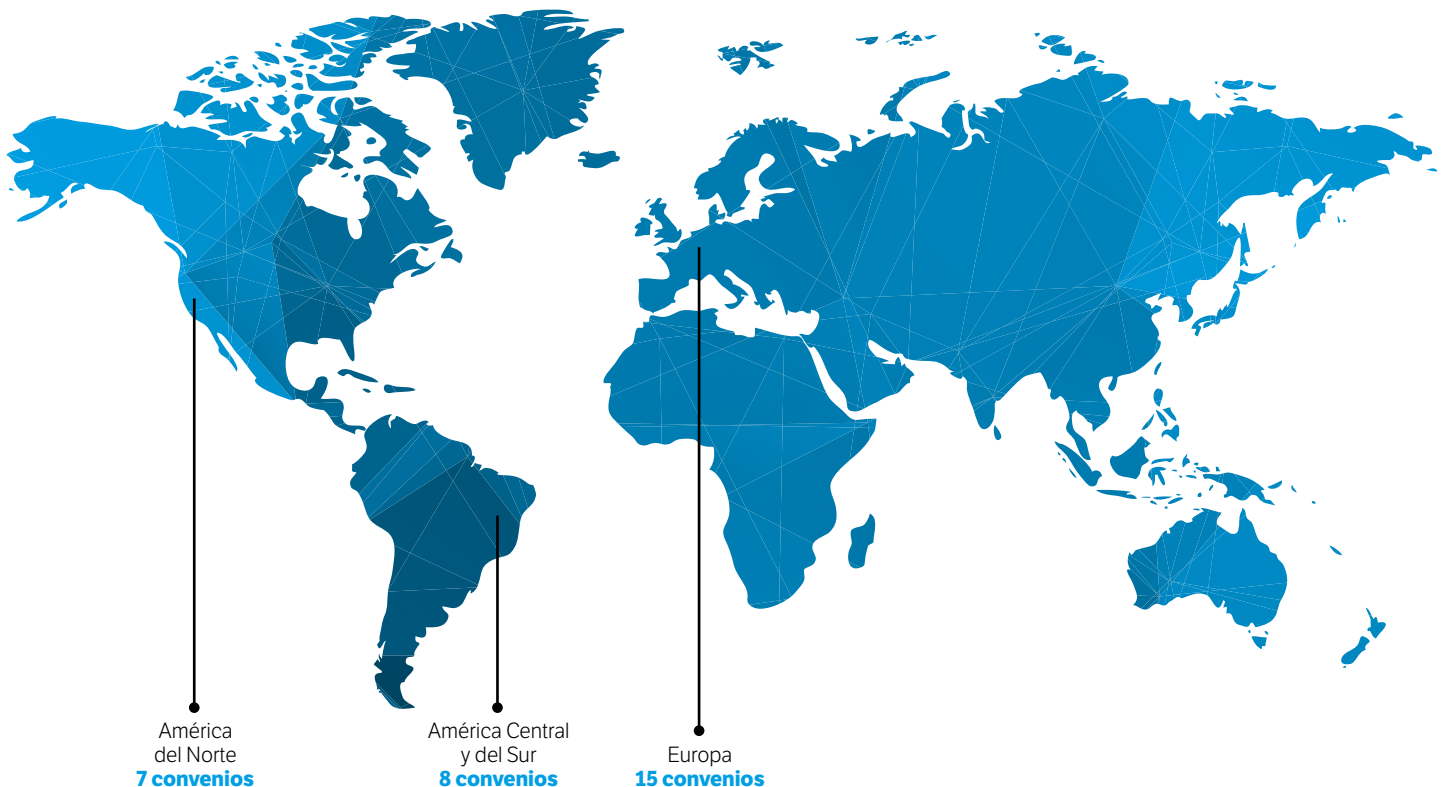 América
del Norte
7 convenios
América Central
y del Sur
8 convenios
Europa
15 convenios